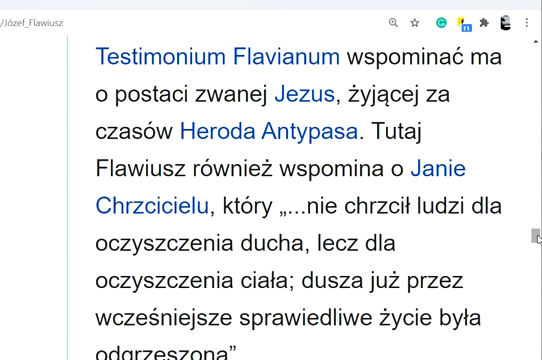 /Józef_Flawiusz
11
Testimonium Flavianum wspominać ma
o postaci zwanej Jezus, żyjącej za
czasów Heroda Antypasa. Tutaj
Flawiusz również wspomina o Janie
Chrzcicielu, który „...nie chrzcił ludzi dla
oczyszczenia ducha, lecz dla
oczyszczenia ciała; dusza już przez
wcześniejsze sprawiedliwe życie była
odgrzeszona”